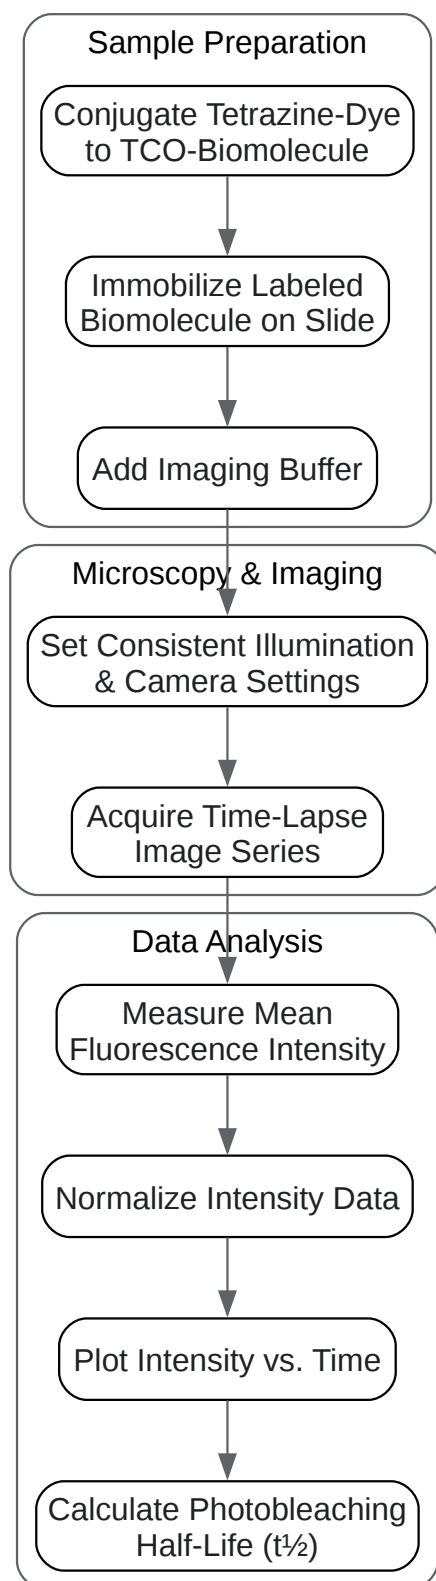 Sample Preparation
Conjugate Tetrazine-Dye
to TCO-Biomolecule
Immobilize Labeled
Biomolecule on Slide
Add Imaging Buffer
Microscopy & Imaging
Set Consistent Illumination
& Camera Settings
Acquire Time-Lapse
Image Series
Data Analysis
Measure Mean
Fluorescence Intensity
Normalize Intensity Data
Plot Intensity vs. Time
Calculate Photobleaching
Half-Life (t½)